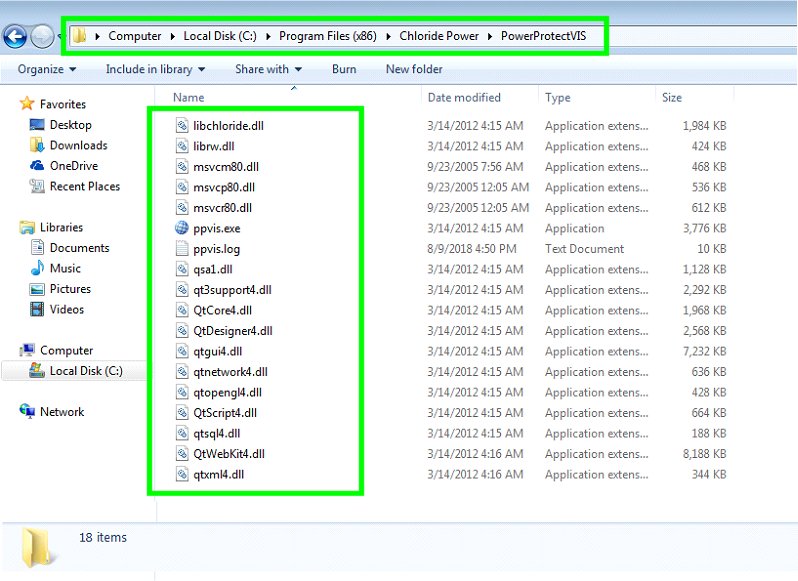 Computer Local Disk (C:) Program Files (x86) Chloride Power PowerProtectVIS
Organize Include in library Share with Burn New folder
Name Date modified Type Size
Favorites
Desktop
Downloads
OneDrive
Recent Places
Libraries
Documents
Music
Pictures
Videos
Computer
Local Disk (C:)
Network
libchloride.dll 3/14/2012 4:15 AM Application extens... 1,984 KB
librw.dll 3/14/2012 4:15 AM Application extens... 424 KB
msvcm80.dll 9/23/2005 7:56 AM Application extens... 468 KB
msvcp80.dll 9/23/2005 12:05 AM Application extens... 536 KB
msvcr80.dll 9/23/2005 12:05 AM Application extens... 612 KB
ppvis.exe 3/14/2012 4:15 AM Application 3,776 KB
ppvis.log 8/9/2018 4:50 PM Text Document 10 KB
qsa1.dll 3/14/2012 4:15 AM Application extens... 1,128 KB
qt3support4.dll 3/14/2012 4:15 AM Application extens... 2,292 KB
QtCore4.dll 3/14/2012 4:15 AM Application extens... 1,968 KB
QtDesigner4.dll 3/14/2012 4:15 AM Application extens... 2,568 KB
qtgui4.dll 3/14/2012 4:15 AM Application extens... 7,232 KB
qtnetwork4.dll 3/14/2012 4:15 AM Application extens... 636 KB
qtopengl4.dll 3/14/2012 4:15 AM Application extens... 428 KB
QtScript4.dll 3/14/2012 4:15 AM Application extens... 664 KB
qtsql4.dll 3/14/2012 4:15 AM Application extens... 188 KB
QtWebKit4.dll 3/14/2012 4:16 AM Application extens... 8,188 KB
qtxml4.dll 3/14/2012 4:16 AM Application extens... 344 KB
18 items